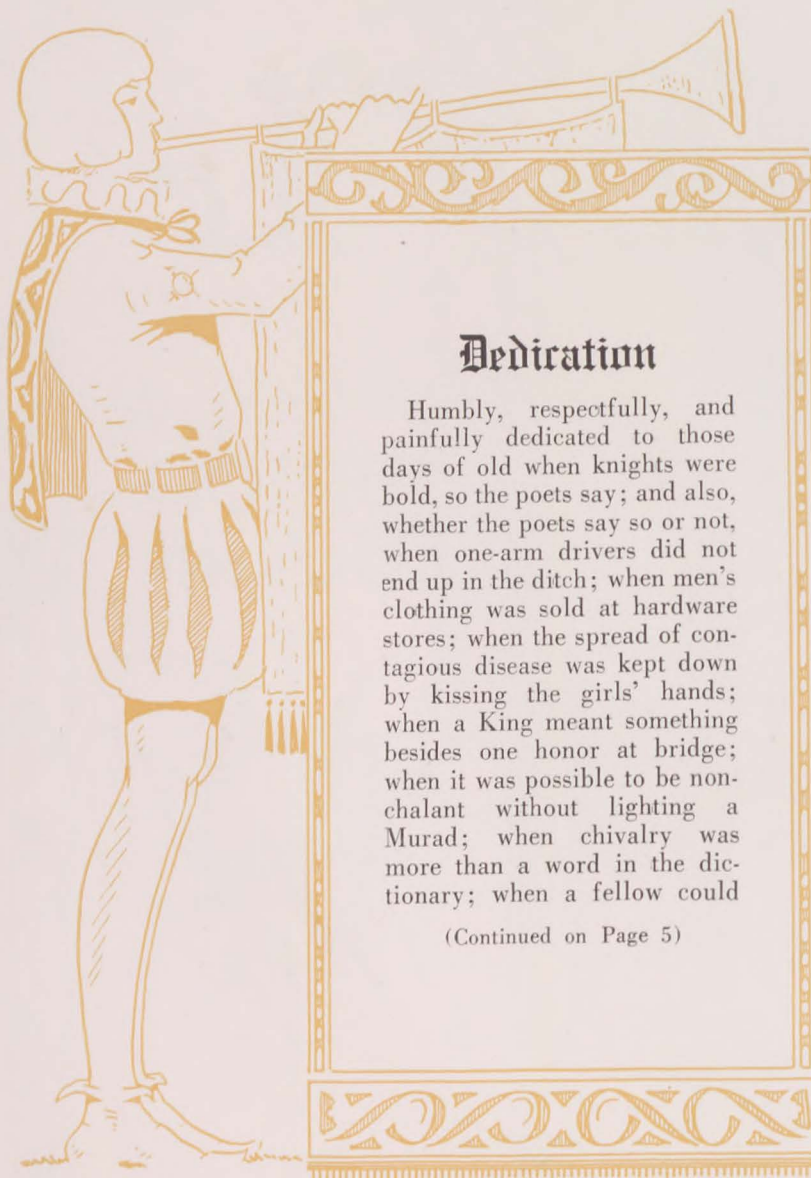 Dedication
Humbly, respectfully, and
painfully dedicated to those
days of old when knights were
bold, so the poets say; and also,
whether the poets say so or not,
when one-arm drivers did not
end up in the ditch; when men's
clothing was sold at hardware
stores; when the spread of con-
tagious disease was kept down
by kissing the girls' hands;
when a King meant something
besides one honor at bridge;
when it was possible to be non-
chalant without lighting a
Murad; when chivalry was
more than a word in the dic-
tionary; when a fellow could
(Continued on Page 5)